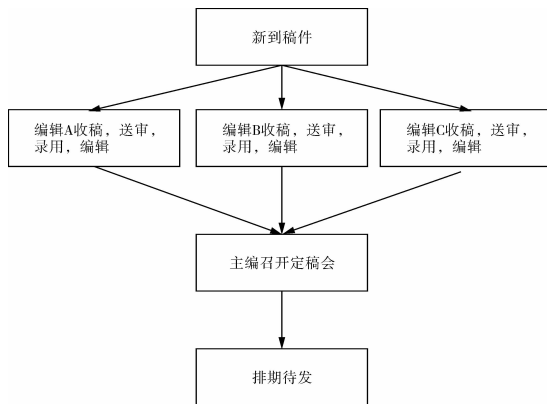 新到稿件
编辑A收稿，送审，
录用，编辑
编辑B收稿，送审，
录用，编辑
编辑C收稿，送审，
录用，编辑
主编召开定稿会
排期待发